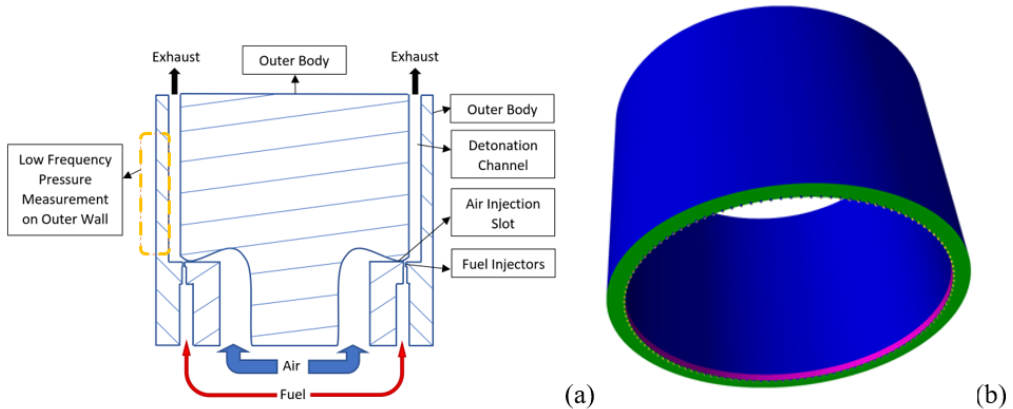 Exhaust
Outer Body
Exhaust
Outer Body
Detonation
Channel
Low Frequency
Pressure
Measurement
on Outer Wall
Air Injection
Slot
Fuel Injectors
Air
Fuel
(a)
(b)